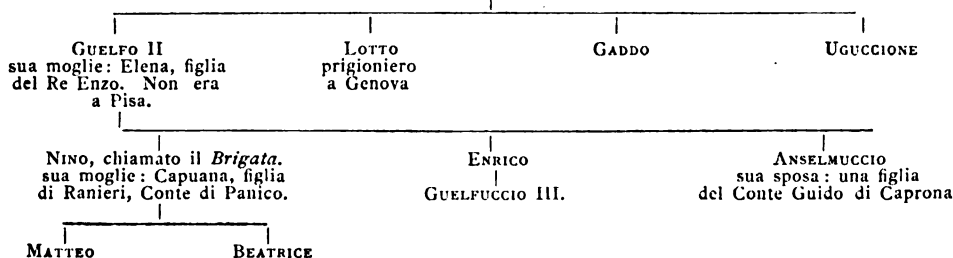 GUELFO II
sua moglie: Elena, figlia
del Re Enzo. Non era
a Pisa.
LOTTO
prigioniero
a Genova
GADDO
UGUCCIONE
NINO, chiamato il Brigata.
sua moglie: Capuana, figlia
di Ranieri, Conte di Panico.
ENRICO
GUELFUCCIO III.
ANSELMUCCIO
sua sposa: una figlia
del Conte Guido di Caprona
MATTEO
BEATRICE